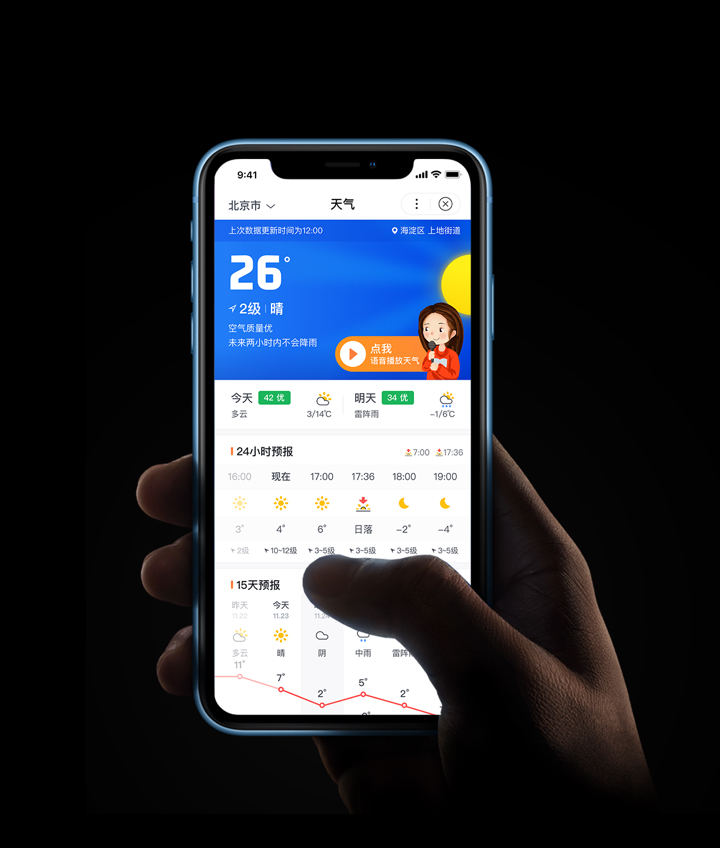 9:41
北京市 天气
上次数据更新时间为12:00 海淀区 上地街道
26°
2级 晴
空气质量优
未来两小时内不会降雨
点我
语音播放天气
今天 42 优 明天 34 优
多云 3/14℃ 雷阵雨 -1/6℃
24小时预报 7:00 17:36
16:00 现在 17:00 17:36 18:00 19:00
3° 4° 6° 日落 -2° -4°
2级 10~12级 3~5级 3~5级 3~5级 3~5级
15天预报
昨天 今天
11.22 11.23 11.24
多云 晴 阴 中雨 雷阵雨
11° 7° 2° 5° 2°